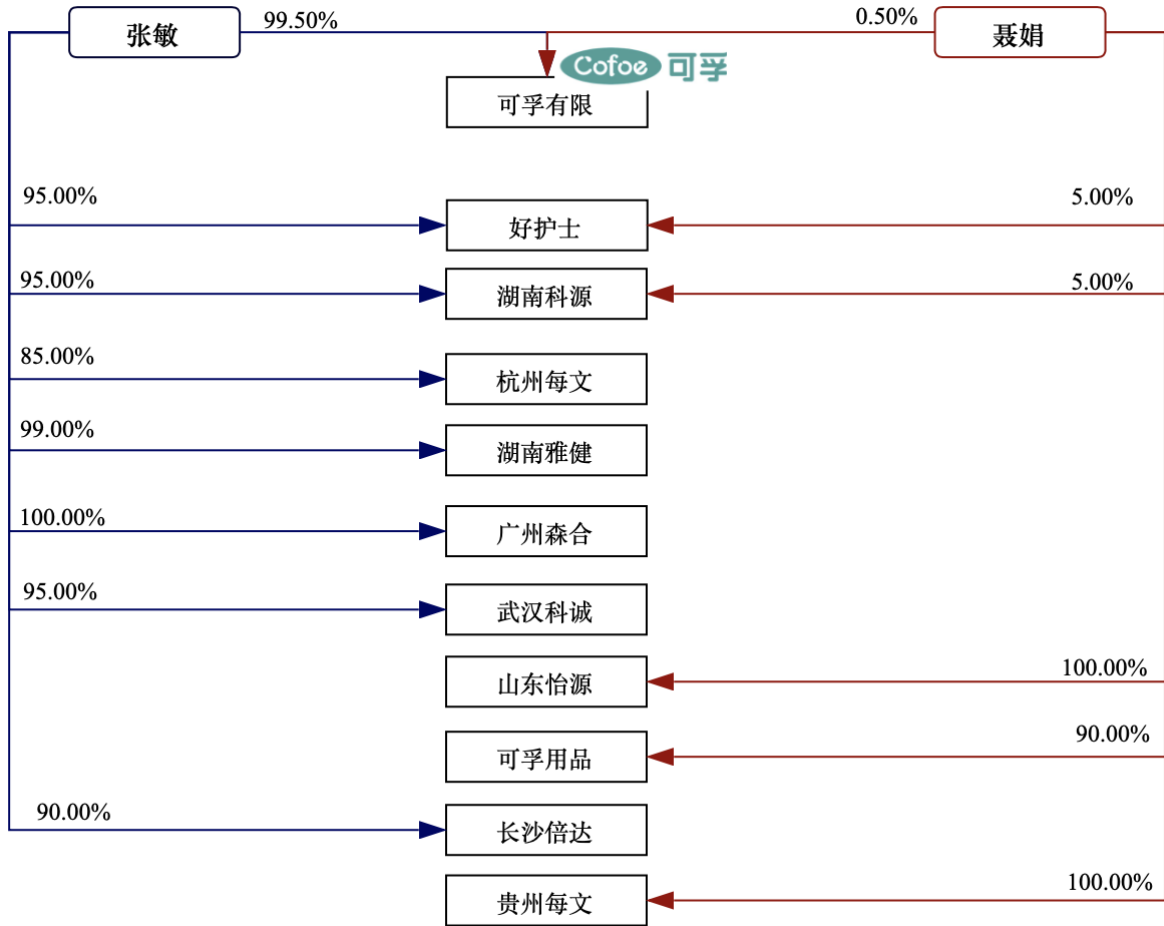 张敏
99.50%
0.50%
聂娟
Cofoe 可孚
可孚有限
95.00%
好护士
5.00%
95.00%
湖南科源
5.00%
85.00%
杭州每文
99.00%
湖南雅健
100.00%
广州森合
95.00%
武汉科诚
山东怡源
100.00%
可孚用品
90.00%
90.00%
长沙倍达
贵州每文
100.00%